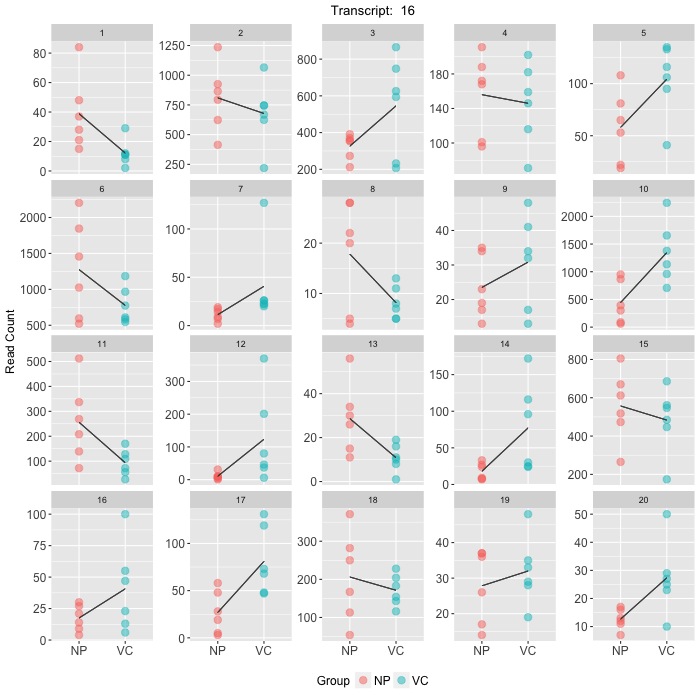 Transcript: 16
1 2 3 4 5
80 60 40 20 0
1250 1000 750 500 250
800 600 400 200
180 140 100
100 50
6 7 8 9 10
2000 1500 1000 500
100 50 0
20 10
40 30 20
2000 1500 1000 500 0
11 12 13 14 15
500 400 300 200 100
300 200 100 0
40 20 0
150 100 50 0
800 600 400 200
16 17 18 19 20
100 75 50 25 0
100 50 0
300 200 100
40 30 20
50 40 30 20 10
NP VC NP VC NP VC NP VC NP VC
Read Count
Group NP VC